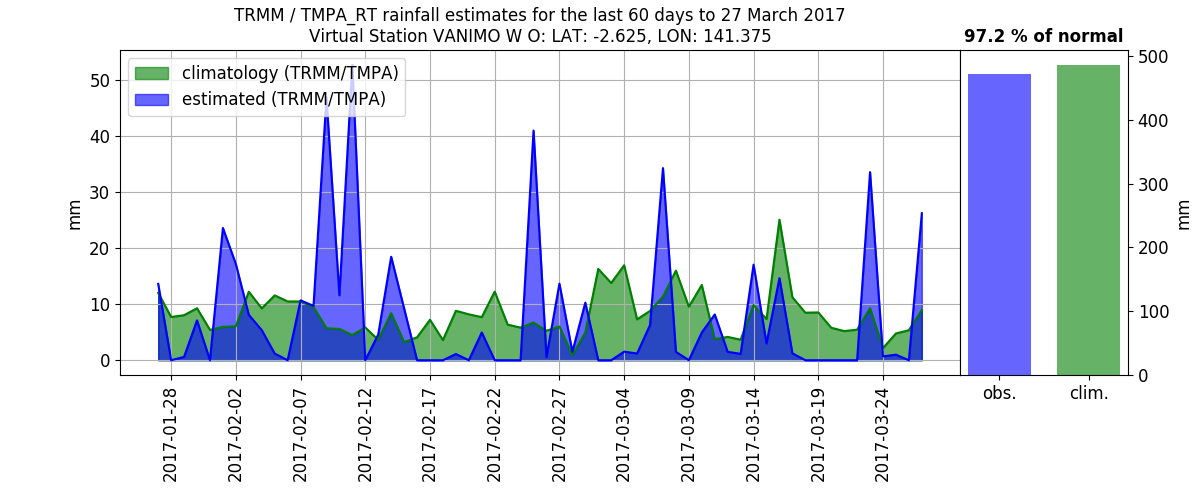 TRMM / TMPA_RT rainfall estimates for the last 60 days to 27 March 2017
Virtual Station VANIMO W O: LAT: -2.625, LON: 141.375
97.2 % of normal
climatology (TRMM/TMPA)
estimated (TRMM/TMPA)
mm
50
40
30
20
10
0
2017-01-28
2017-02-02
2017-02-07
2017-02-12
2017-02-17
2017-02-22
2017-02-27
2017-03-04
2017-03-09
2017-03-14
2017-03-19
2017-03-24
500
400
300
200
100
0
mm
obs.
clim.